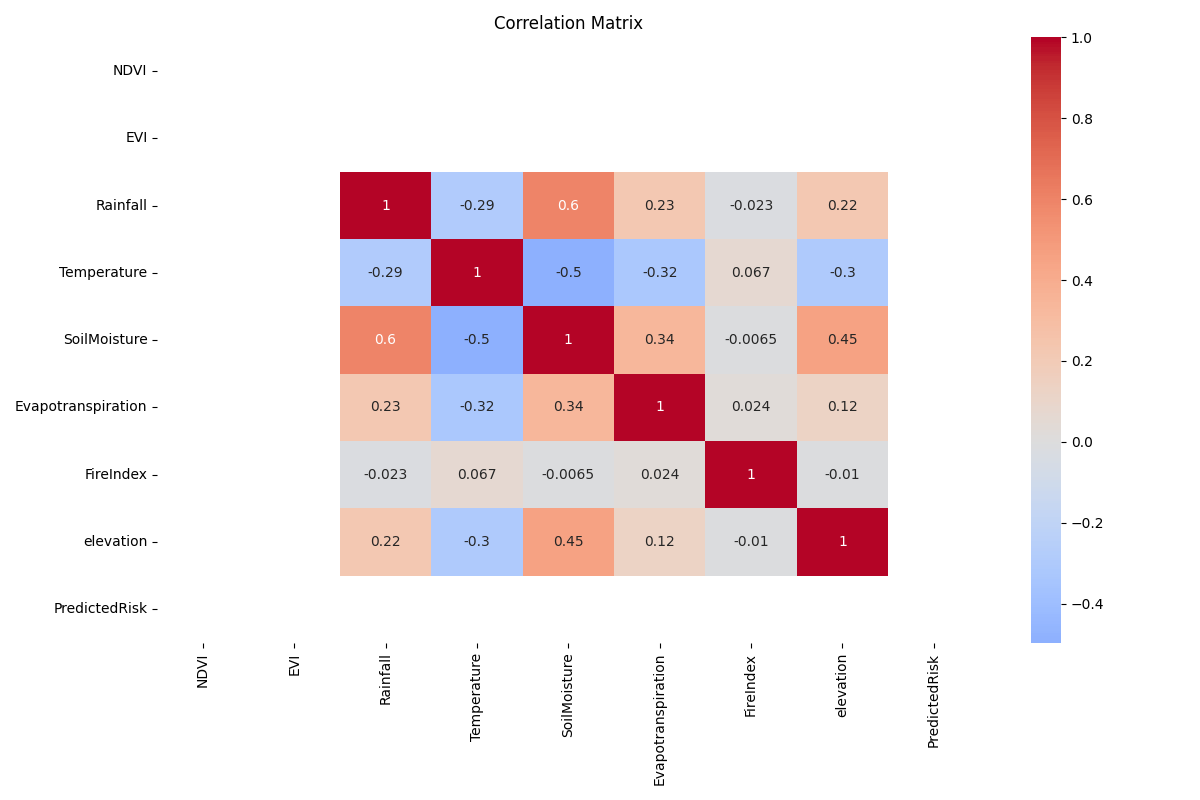 Correlation Matrix
NDVI
EVI
Rainfall 1 -0.29 0.6 0.23 -0.023 0.22
Temperature -0.29 1 -0.5 -0.32 0.067 -0.3
SoilMoisture 0.6 -0.5 1 0.34 -0.0065 0.45
Evapotranspiration 0.23 -0.32 0.34 1 0.024 0.12
FireIndex -0.023 0.067 -0.0065 0.024 1 -0.01
elevation 0.22 -0.3 0.45 0.12 -0.01 1
PredictedRisk
NDVI
EVI
Rainfall
Temperature
SoilMoisture
Evapotranspiration
FireIndex
elevation
PredictedRisk
1.0
0.8
0.6
0.4
0.2
0.0
−0.2
−0.4